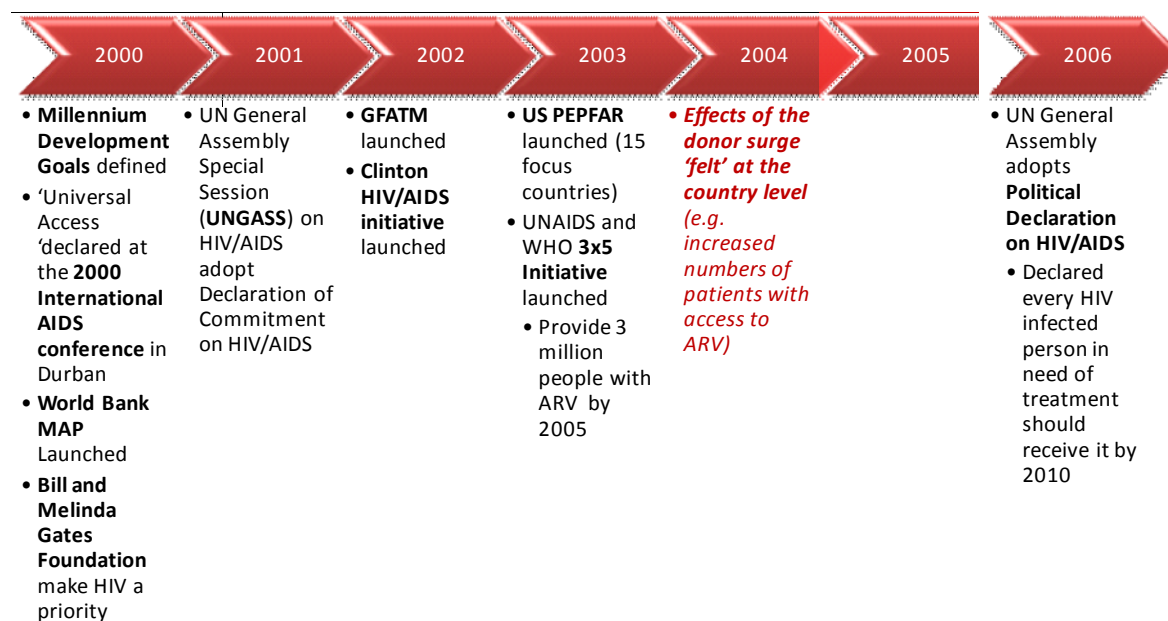 2000
2001
2002
2003
2004
2005
2006
• Millennium
Development
Goals defined
• ‘Universal
Access
‘declared at
the 2000
International
AIDS
conference in
Durban
• World Bank
MAP
Launched
• Bill and
Melinda
Gates
Foundation
make HIV a
priority
• UN General
Assembly
Special
Session
(UNGASS) on
HIV/AIDS
adopt
Declaration of
Commitment
on HIV/AIDS
• GFATM
launched
• Clinton
HIV/AIDS
initiative
launched
• US PEPFAR
launched (15
focus
countries)
• UNAIDS and
WHO 3x5
Initiative
launched
• Provide 3
million
people with
ARV by
2005
• Effects of the
donor surge
‘felt’ at the
country level
(e.g.
increased
numbers of
patients with
access to
ARV)
• UN General
Assembly
adopts
Political
Declaration
on HIV/AIDS
• Declared
every HIV
infected
person in
need of
treatment
should
receive it by
2010